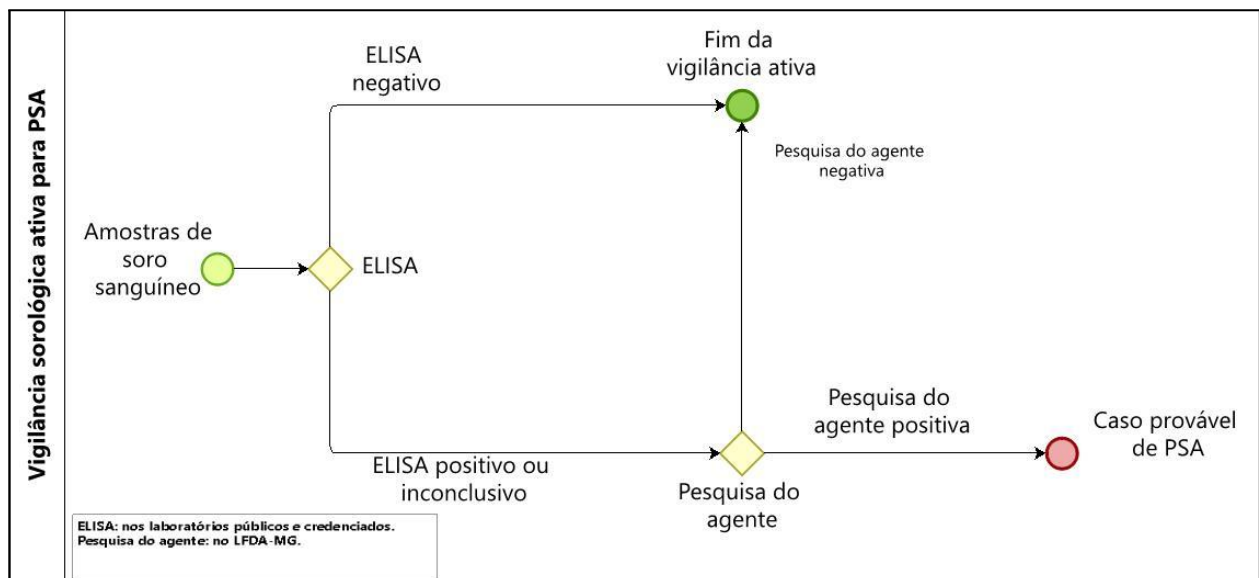 Vigilância sorológica ativa para PSA
ELISA
negativo
Fim da
vigilância ativa
Pesquisa do agente
negativa
Amostras de
soro
sanguíneo
ELISA
Pesquisa do
agente positiva
Caso provável
de PSA
ELISA positivo ou
inconclusivo
Pesquisa do
agente
ELISA: nos laboratórios públicos e credenciados.
Pesquisa do agente: no LFDA-MG.